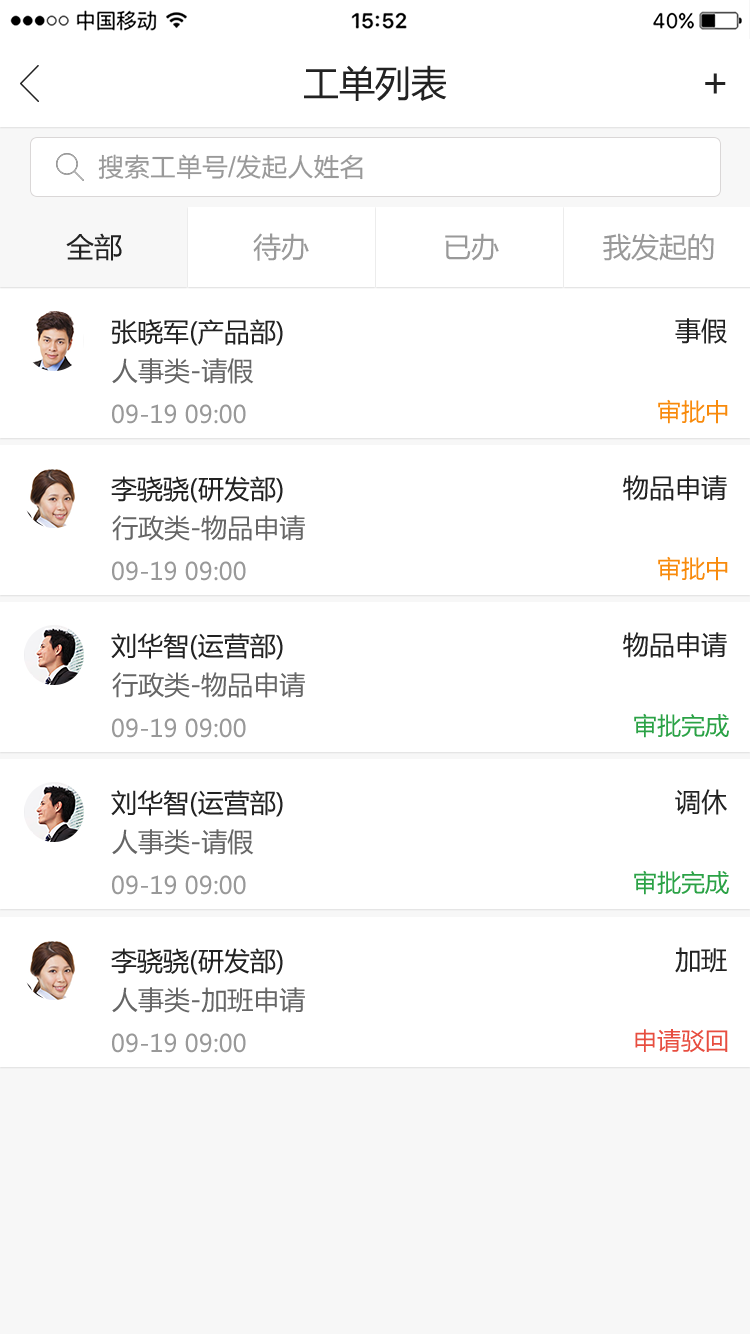 中国移动 15:52 40%
工单列表 +
搜索工单号/发起人姓名
全部 待办 已办 我发起的
张晓军(产品部) 事假
人事类-请假
09-19 09:00 审批中
李骁骁(研发部) 物品申请
行政类-物品申请
09-19 09:00 审批中
刘华智(运营部) 物品申请
行政类-物品申请
09-19 09:00 审批完成
刘华智(运营部) 调休
人事类-请假
09-19 09:00 审批完成
李骁骁(研发部) 加班
人事类-加班申请
09-19 09:00 申请驳回